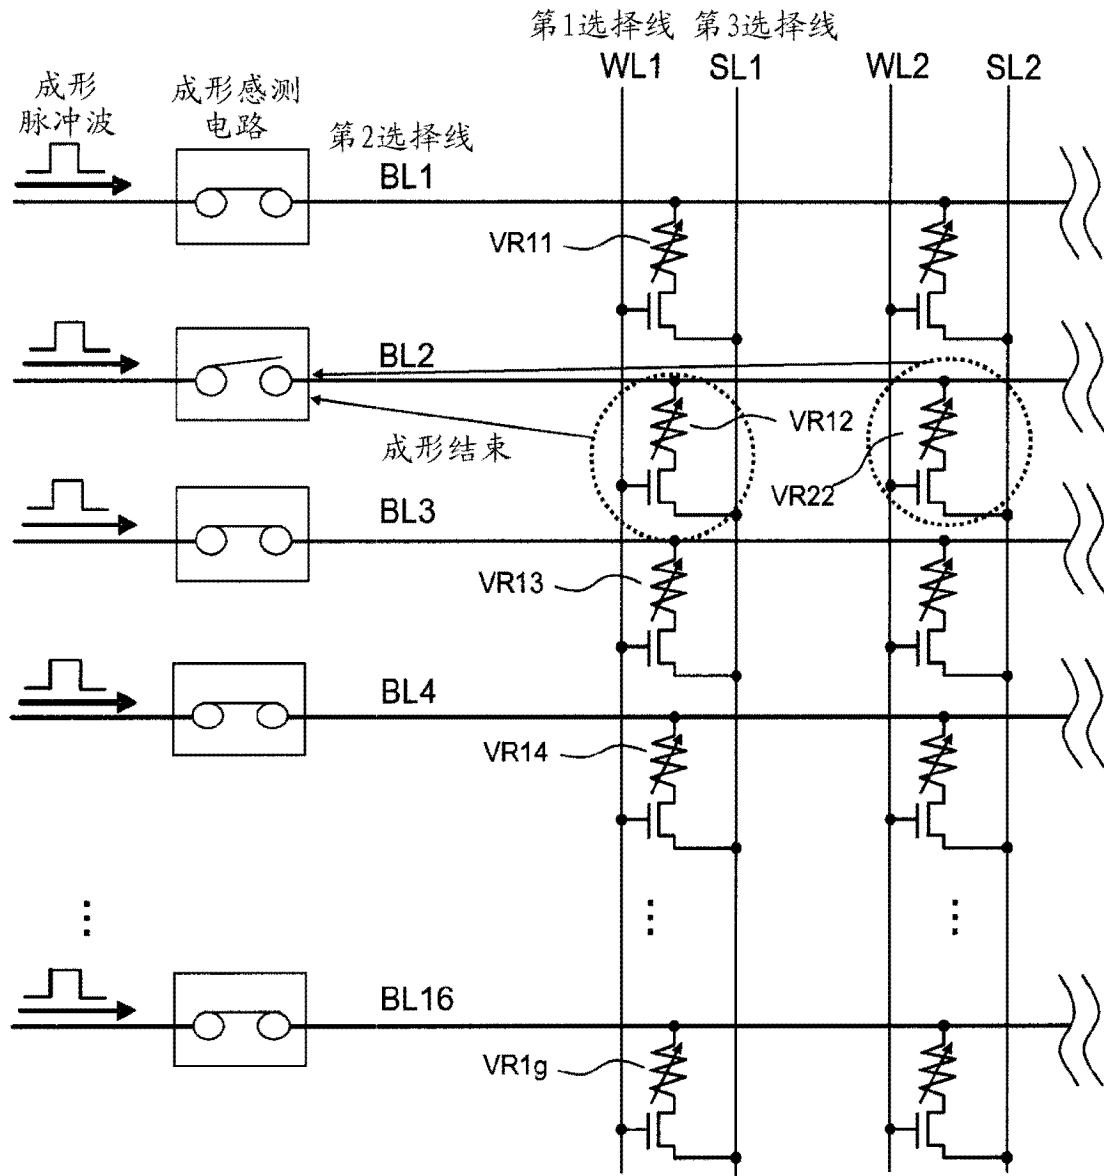 第1选择线 第3选择线
WL1 SL1 WL2 SL2
成形
脉冲波
成形感测
电路
第2选择线
BL1
VR11
BL2
VR12
成形结束
VR22
BL3
VR13
BL4
VR14
BL16
VR1g